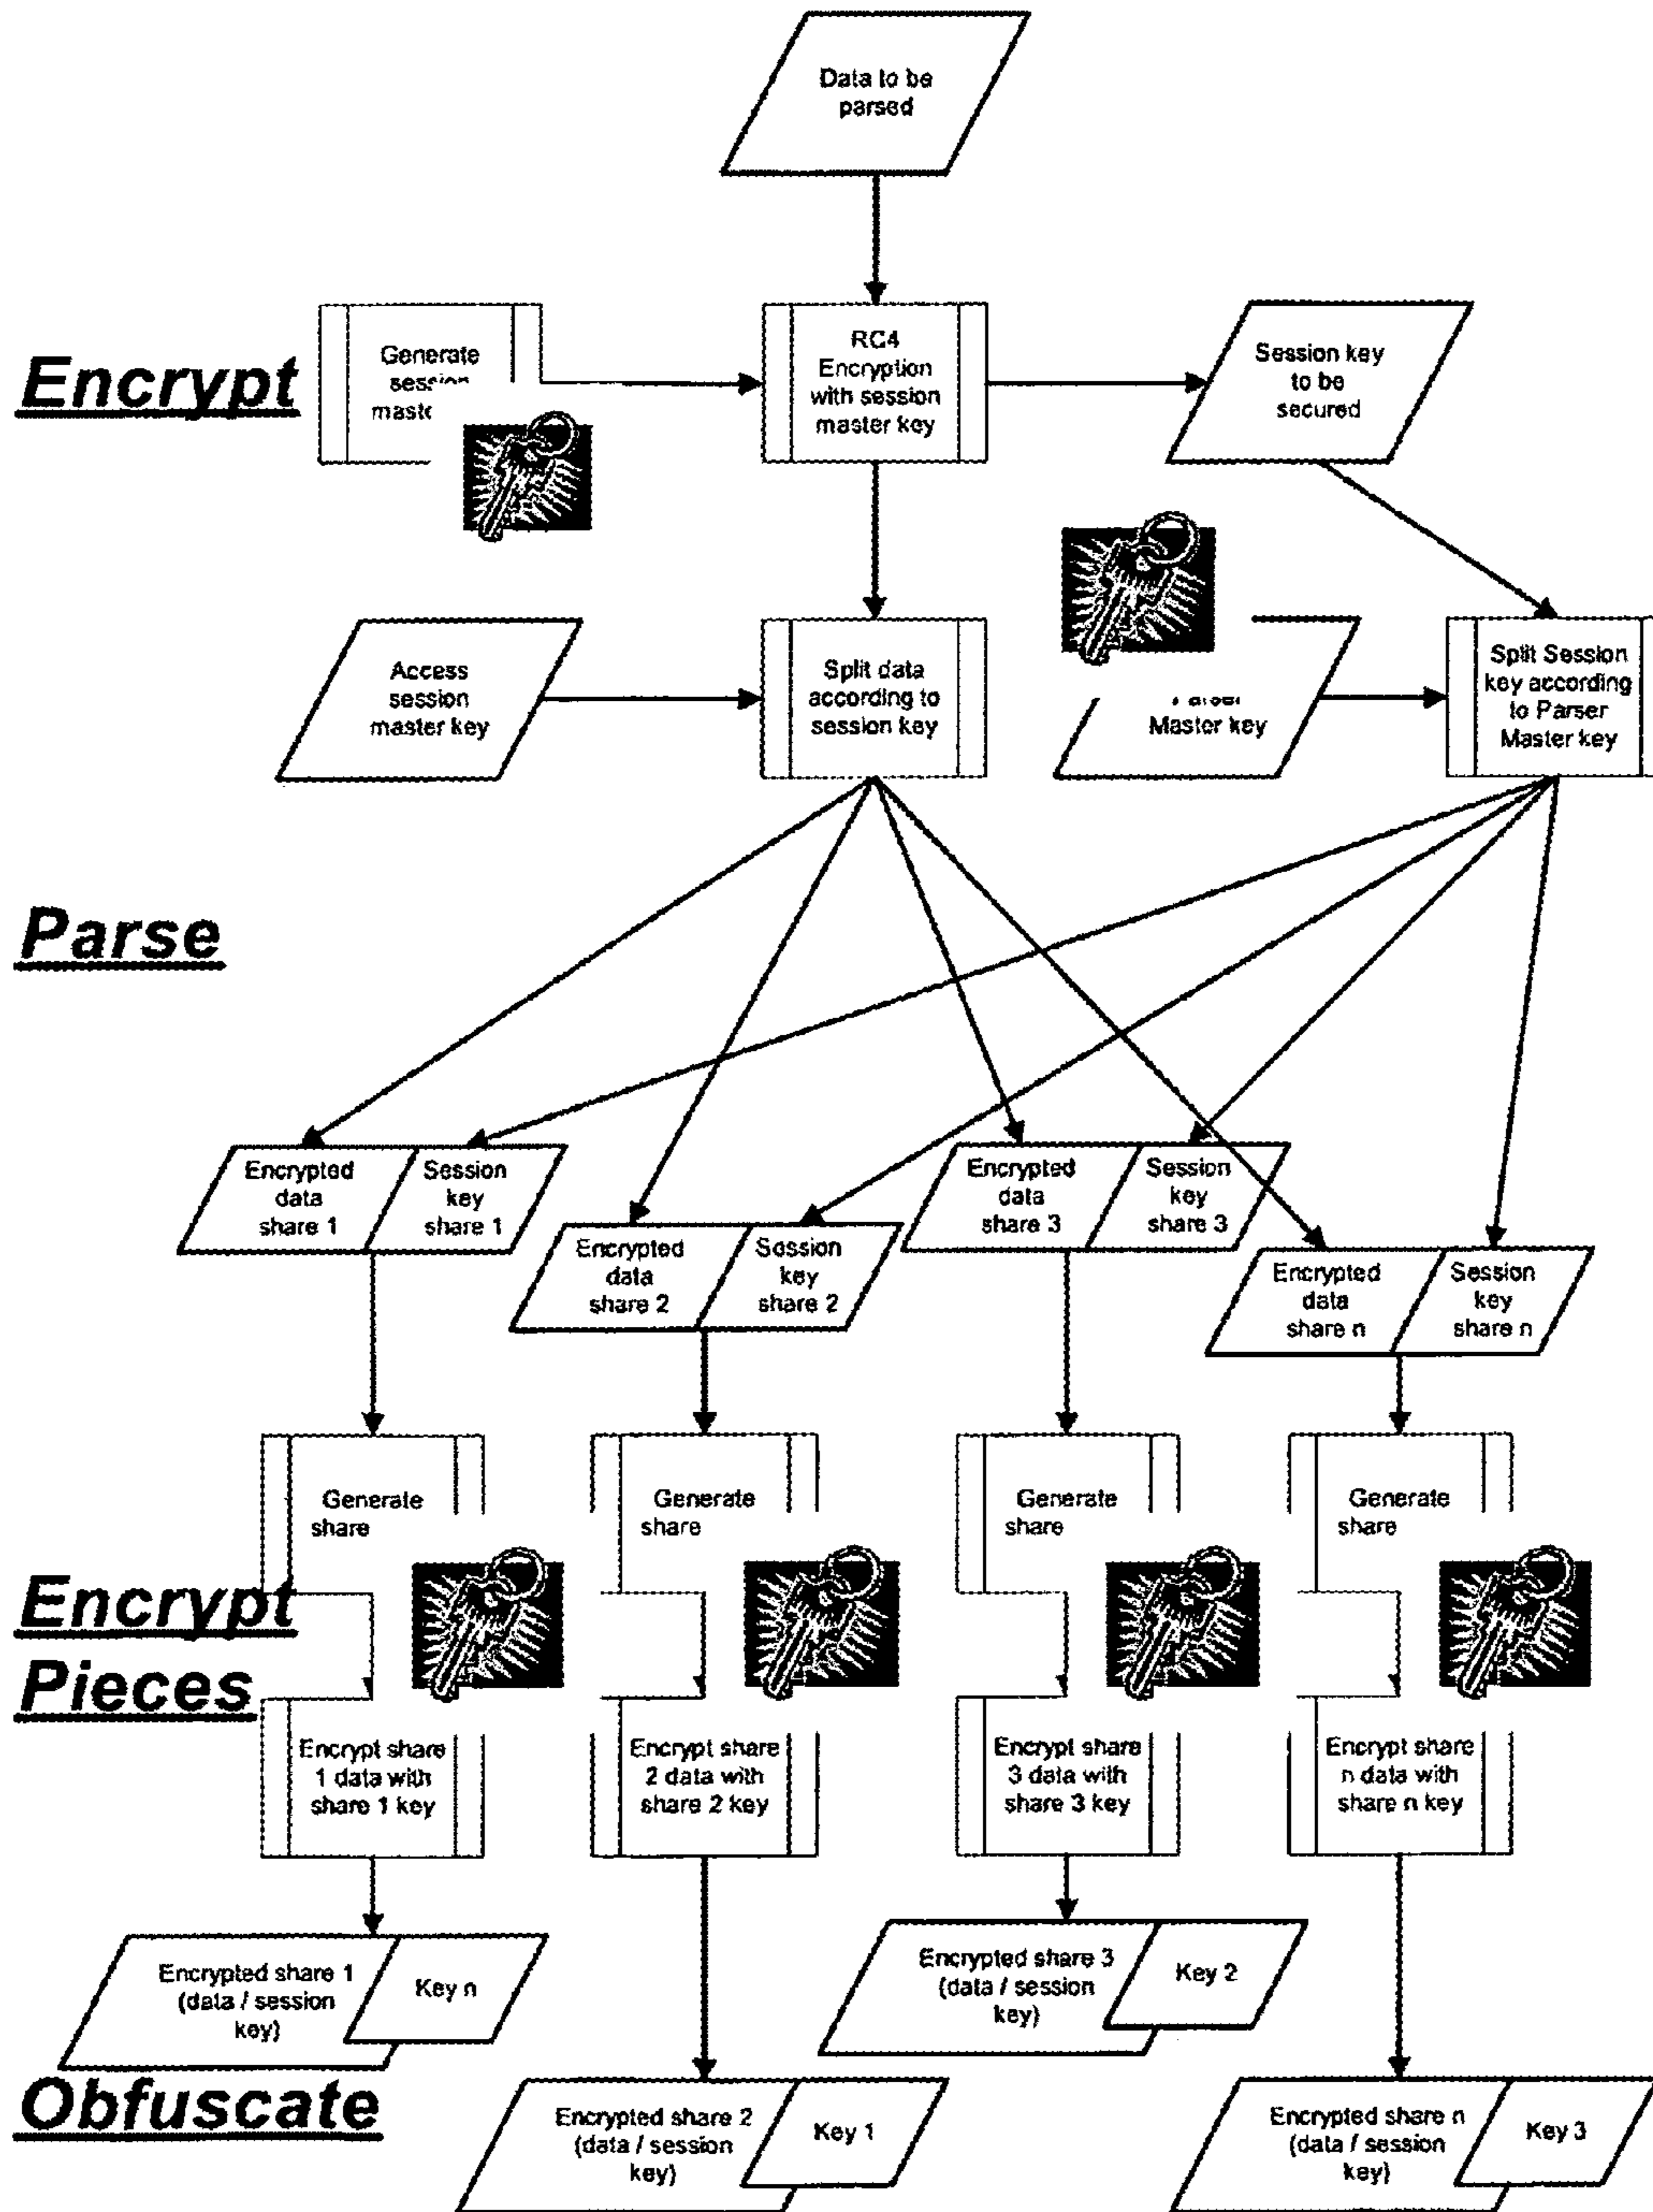 Data to be
parsed
Encrypt
Generate
session
RC4
Encryption
with session
master key
Session key
to be
secured
Access
session
master key
Split data
according to
session key
Master key
Split Session
key according
to Parser
Master key
Parse
Encrypted
data
share 1
Session
key
share 1
Encrypted
data
share 2
Session
key
share 2
Encrypted
data
share 3
Session
key
share 3
Encrypted
data
share n
Session
key
share n
Generate
share
Generate
share
Generate
share
Generate
share
Encrypt
Pieces
Encrypt share
1 data with
share 1 key
Encrypt share
2 data with
share 2 key
Encrypt share
3 data with
share 3 key
Encrypt share
n data with
share n key
Encrypted share 1
(data / session
key)
Key n
Encrypted share 3
(data / session
key)
Key 2
Obfuscate
Encrypted share 2
(data / session
key)
Key 1
Encrypted share n
(data / session
key)
Key 3